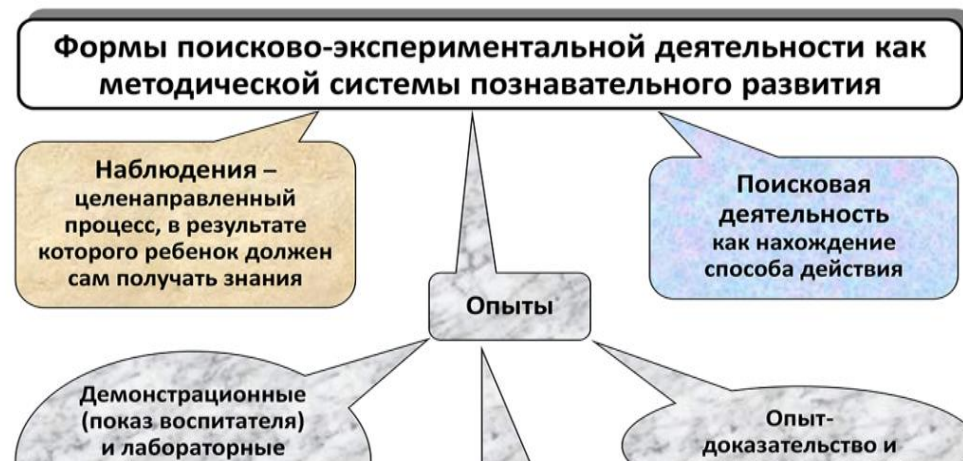 Формы поисково-экспериментальной деятельности как
методической системы познавательного развития
Наблюдения –
целенаправленный
процесс, в результате
которого ребенок должен
сам получать знания
Поисковая
деятельность
как нахождение
способа действия
Опыты
Демонстрационные
(показ воспитателя)
и лабораторные
Опыт-
доказательство и